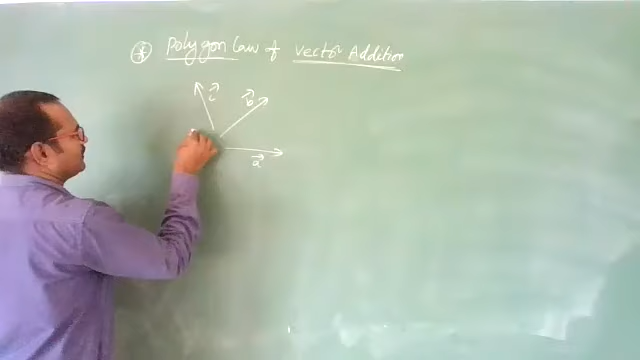 * Polygon Law of Vector Addition
c⃗
b⃗
a⃗